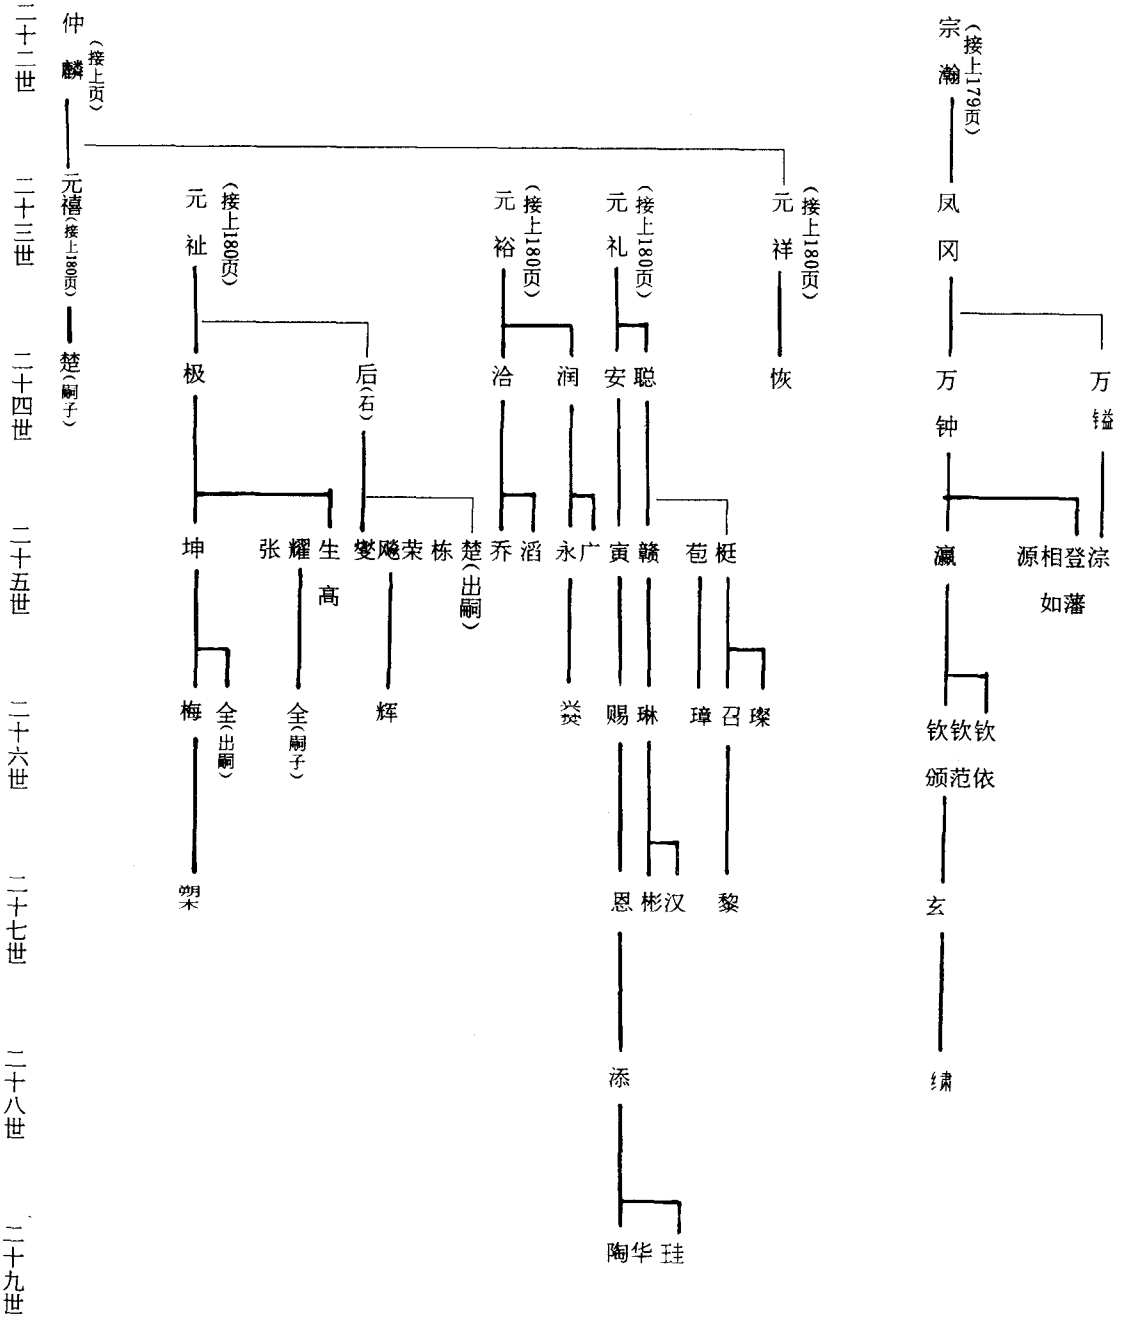 二十二世
仲麟（接上页）
宗瀚（接上179页）
二十三世
元禧（接上180页）
元祉（接上180页）
元裕（接上180页）
元礼（接上180页）
元祥（接上180页）
凤冈
二十四世
楚（嗣子）
极
后（石）
洽
润
安
聪
恢
万钟
万镒
二十五世
坤
张
耀
生高
燮
飚
荣
栋
楚（出嗣）
乔
滔
永
广
寅
赣
苞
梃
瀛
源
相如
登藩
淙
二十六世
梅
全（出嗣）
全（嗣子）
辉
赐
琳
璋
召
璨
钦颁
钦范
钦依
二十七世
槊
恩
彬
汉
黎
玄
二十八世
添
绣
二十九世
陶
华
珪